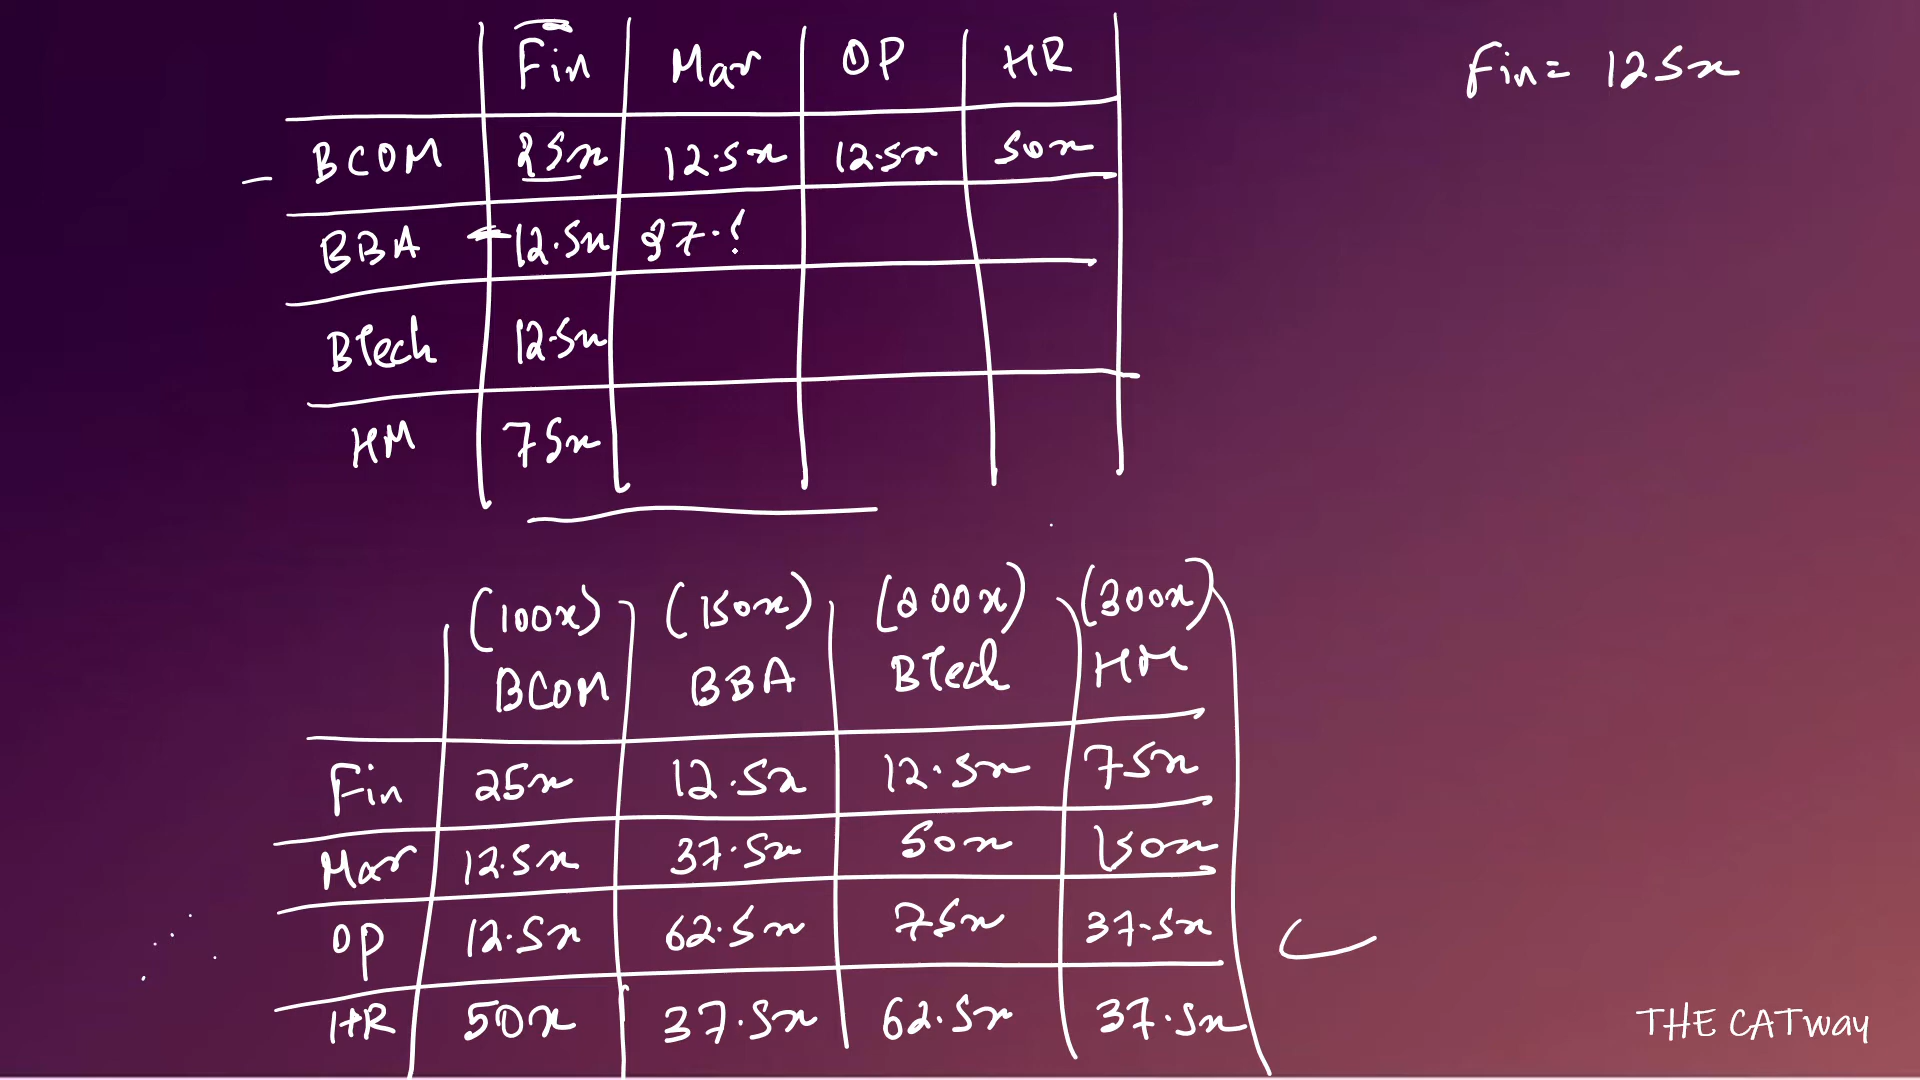 Fin Mar OP HR
Fin = 125x
BCOM 25x 12.5x 12.5x 50x
BBA 12.5x 37.5
BTech 12.5x
HM 75x
(100x) (150x) (200x) (300x)
BCOM BBA BTech HM
Fin 25x 12.5x 12.5x 75x
Mar 12.5x 37.5x 50x 150x
OP 12.5x 62.5x 75x 37.5x
HR 50x 37.5x 62.5x 37.5x
THE CATway